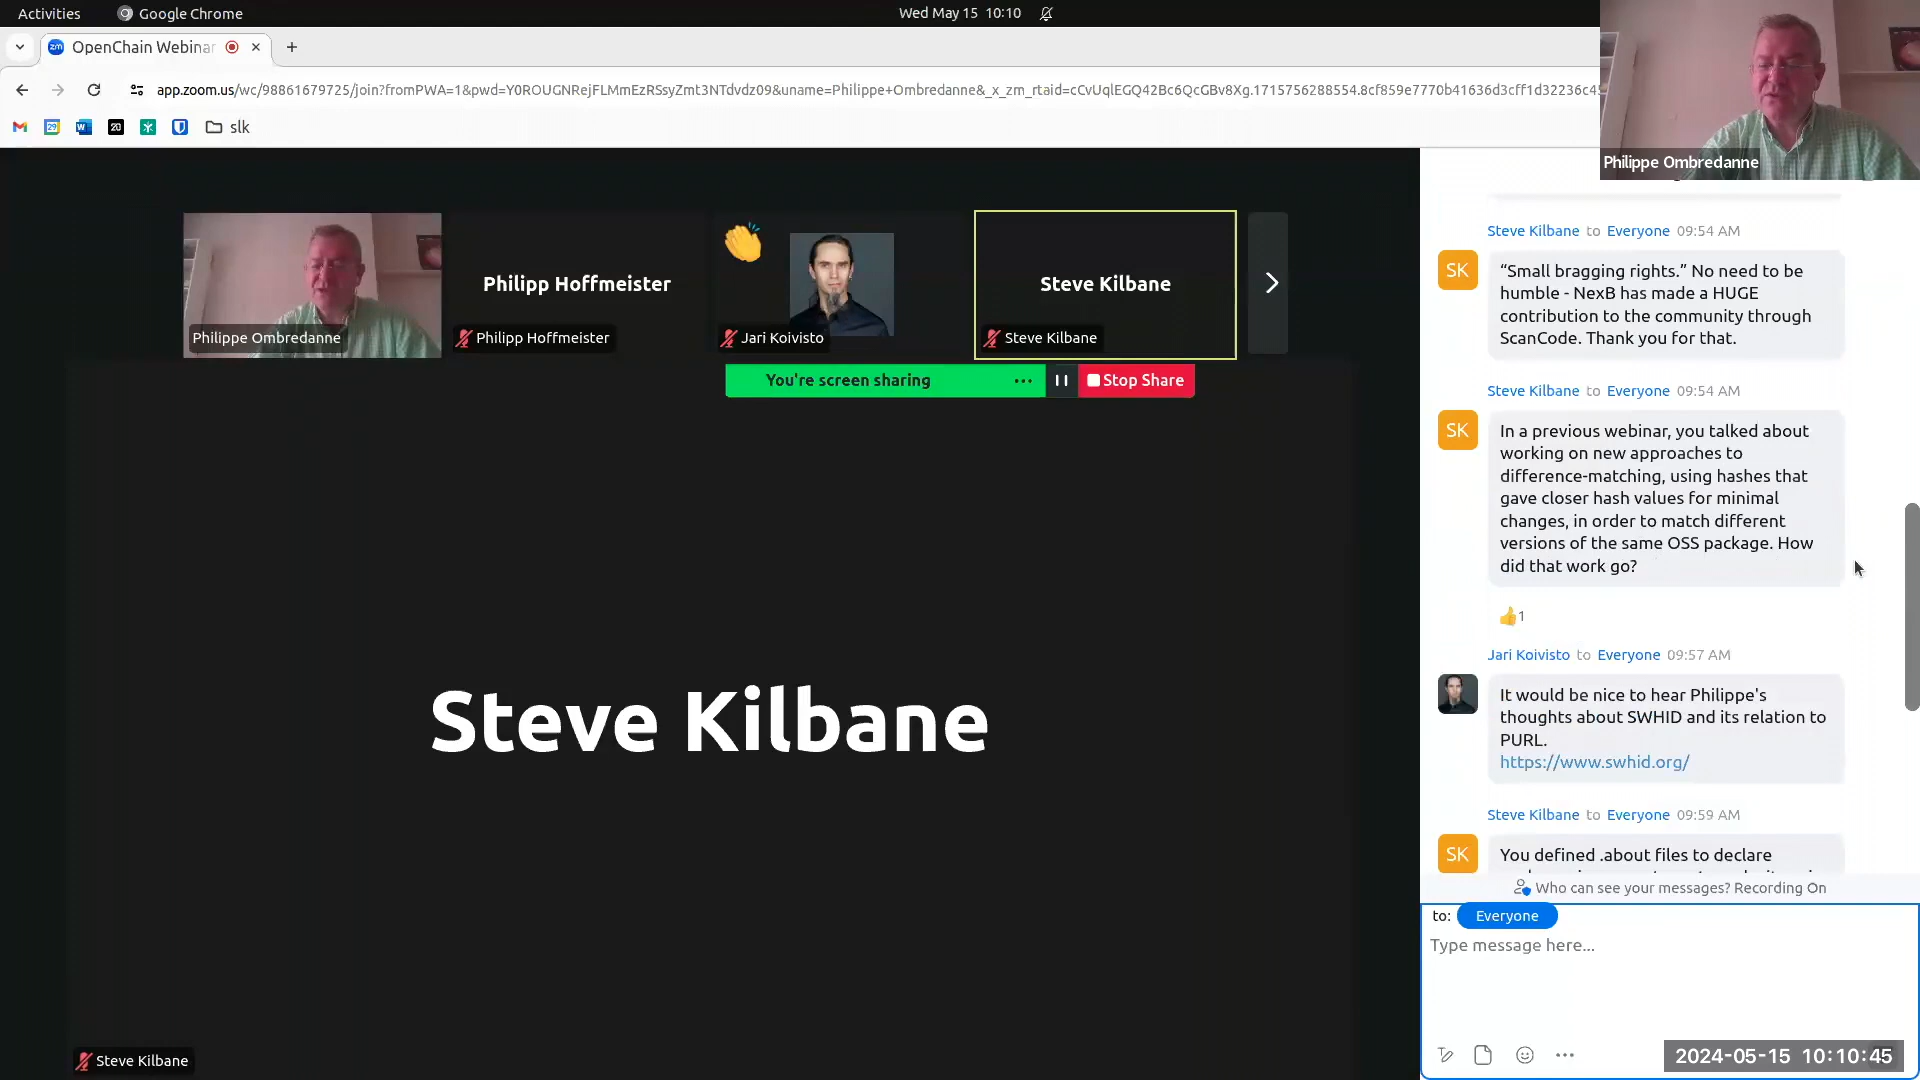 Activities
Google Chrome
Wed May 15 10:10
zm
OpenChain Webinar
app.zoom.us/wc/98861679725/join?fromPWA=1&pwd=Y0ROUGNRejFLMmEzRSsyZmt3NTdvdz09&uname=Philippe+Ombredanne&_x_zm_rtaid=cCvUqlEGQ42Bc6QcGBv8Xg.1715756288554.8cf859e7770b41636d3cff1d32236c45
slk
Philippe Ombredanne
Philippe Ombredanne
Philipp Hoffmeister
Philipp Hoffmeister
Jari Koivisto
Steve Kilbane
Steve Kilbane
You're screen sharing
Stop Share
Steve Kilbane
Steve Kilbane
Steve Kilbane to Everyone 09:54 AM
SK
“Small bragging rights.” No need to be
humble - NexB has made a HUGE
contribution to the community through
ScanCode. Thank you for that.
Steve Kilbane to Everyone 09:54 AM
SK
In a previous webinar, you talked about
working on new approaches to
difference-matching, using hashes that
gave closer hash values for minimal
changes, in order to match different
versions of the same OSS package. How
did that work go?
1
Jari Koivisto to Everyone 09:57 AM
It would be nice to hear Philippe's
thoughts about SWHID and its relation to
PURL.
https://www.swhid.org/
Steve Kilbane to Everyone 09:59 AM
SK
You defined .about files to declare
Who can see your messages? Recording On
to: Everyone
Type message here...
2024-05-15 10:10:45